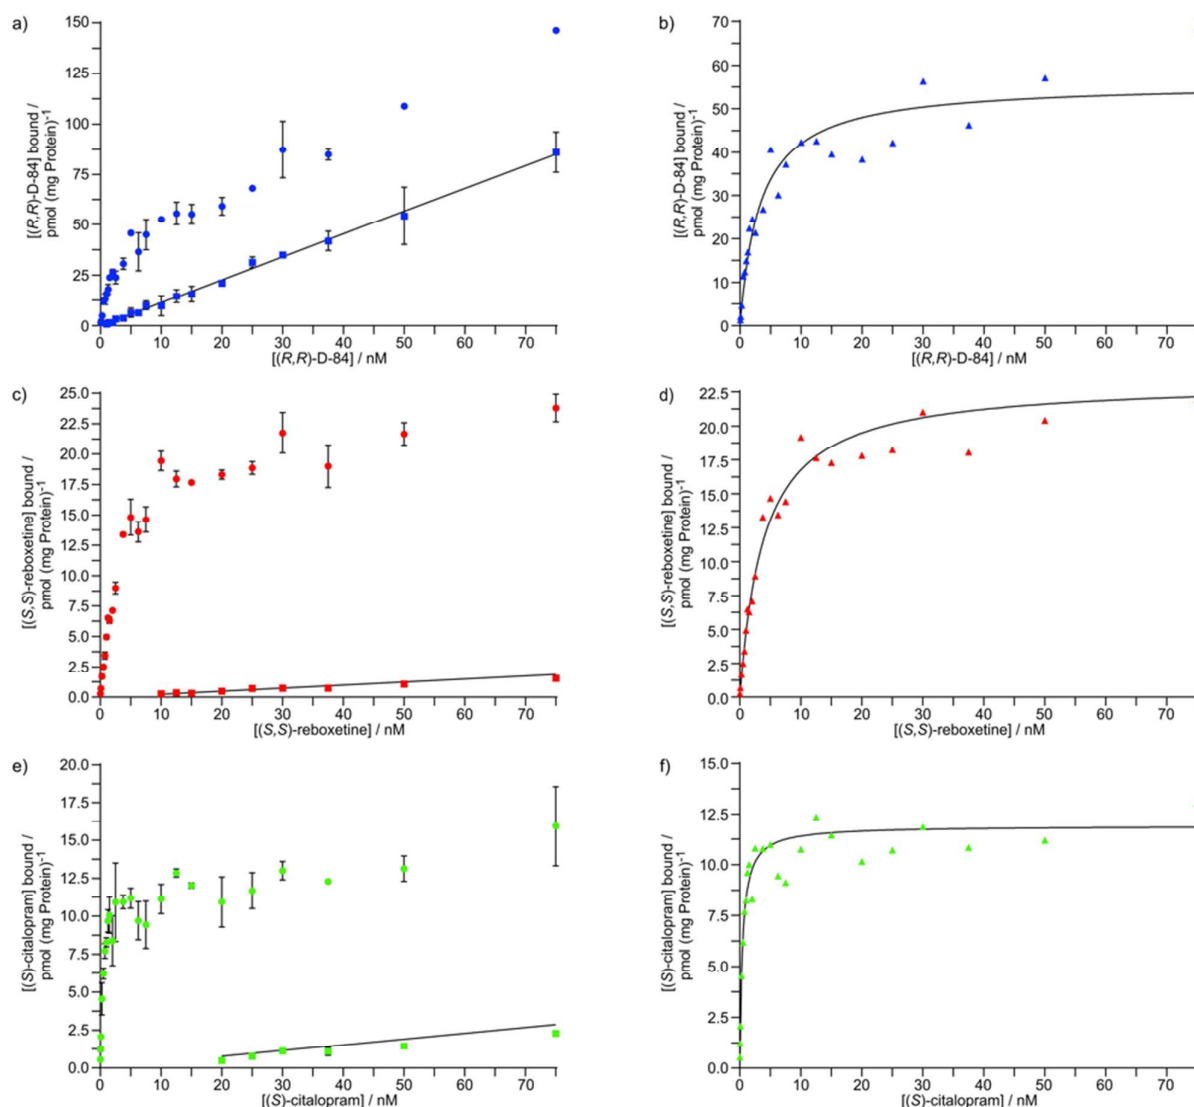 a)
[(R,R)-D-84] bound /
pmol (mg Protein)-1
150
125
100
75
50
25
0
0 10 20 30 40 50 60 70
[(R,R)-D-84] / nM
b)
[(R,R)-D-84] bound /
pmol (mg Protein)-1
70
60
50
40
30
20
10
0
0 10 20 30 40 50 60 70
[(R,R)-D-84] / nM
c)
[(S,S)-reboxetine] bound /
pmol (mg Protein)-1
25.0
22.5
20.0
17.5
15.0
12.5
10.0
7.5
5.0
2.5
0.0
0 10 20 30 40 50 60 70
[(S,S)-reboxetine] / nM
d)
[(S,S)-reboxetine] bound /
pmol (mg Protein)-1
22.5
20.0
17.5
15.0
12.5
10.0
7.5
5.0
2.5
0.0
0 10 20 30 40 50 60 70
[(S,S)-reboxetine] / nM
e)
[(S)-citalopram] bound /
pmol (mg Protein)-1
20.0
17.5
15.0
12.5
10.0
7.5
5.0
2.5
0.0
0 10 20 30 40 50 60 70
[(S)-citalopram] / nM
f)
[(S)-citalopram] bound /
pmol (mg Protein)-1
15.0
12.5
10.0
7.5
5.0
2.5
0.0
0 10 20 30 40 50 60 70
[(S)-citalopram] / nM